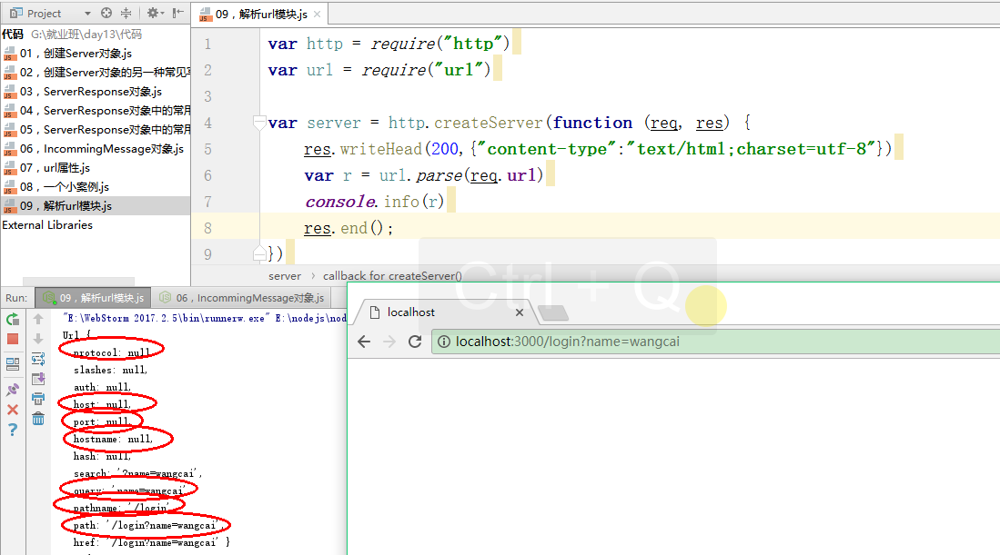 Project
09，解析url模块.js
代码 G:\就业班\day13\代码
01，创建Server对象.js
02，创建Server对象的另一种常见写
03，ServerResponse对象.js
04，ServerResponse对象中的常用
05，ServerResponse对象中的常用
06，IncommingMessage对象.js
07，url属性.js
08，一个小案例.js
09，解析url模块.js
External Libraries
1 var http = require("http")
2 var url = require("url")
3
4 var server = http.createServer(function (req, res) {
5 res.writeHead(200,{"content-type":"text/html;charset=utf-8"})
6 var r = url.parse(req.url)
7 console.info(r)
8 res.end();
9 })
server › callback for createServer()
Ctrl + Q
Run: 09，解析url模块.js 06，IncommingMessage对象.js
"E:\WebStorm 2017.2.5\bin\runnerw.exe" E:\nodejs\nod
Url {
protocol: null,
slashes: null,
auth: null,
host: null,
port: null,
hostname: null,
hash: null,
search: '?name=wangcai',
query: 'name=wangcai',
pathname: '/login',
path: '/login?name=wangcai',
href: '/login?name=wangcai' }
localhost
localhost:3000/login?name=wangcai